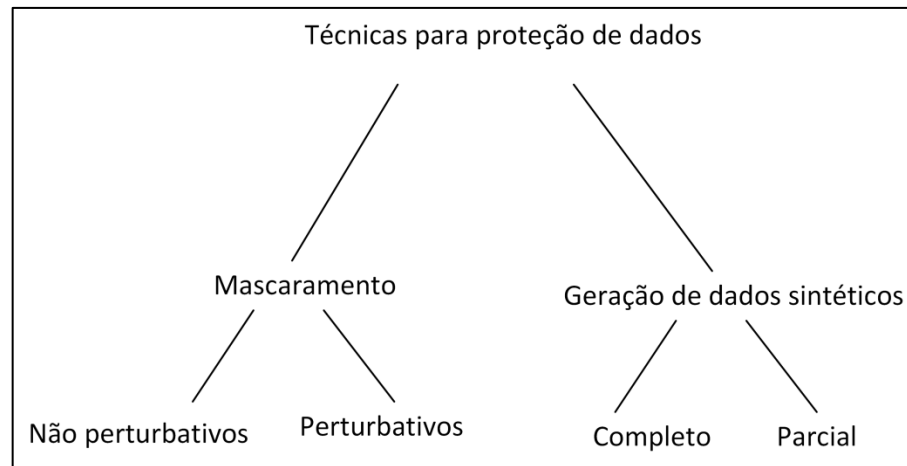 Técnicas para proteção de dados
Mascaramento
Geração de dados sintéticos
Não perturbativos
Perturbativos
Completo
Parcial